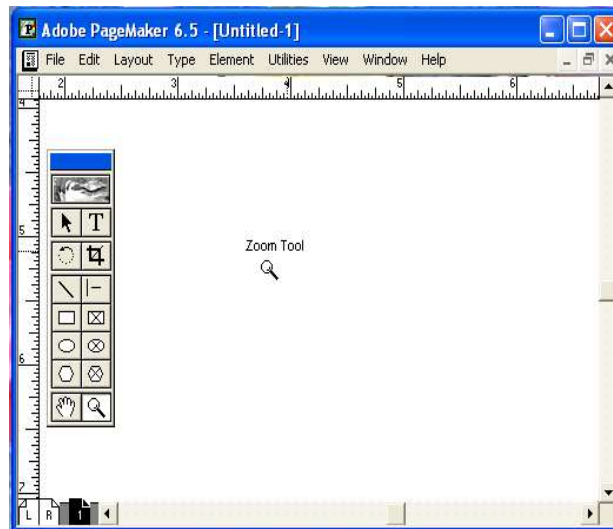 Adobe PageMaker 6.5 - [Untitled-1]
File Edit Layout Type Element Utilities View Window Help
2 3 4 5 6
4
T
5
Zoom Tool
6
7
L R 1